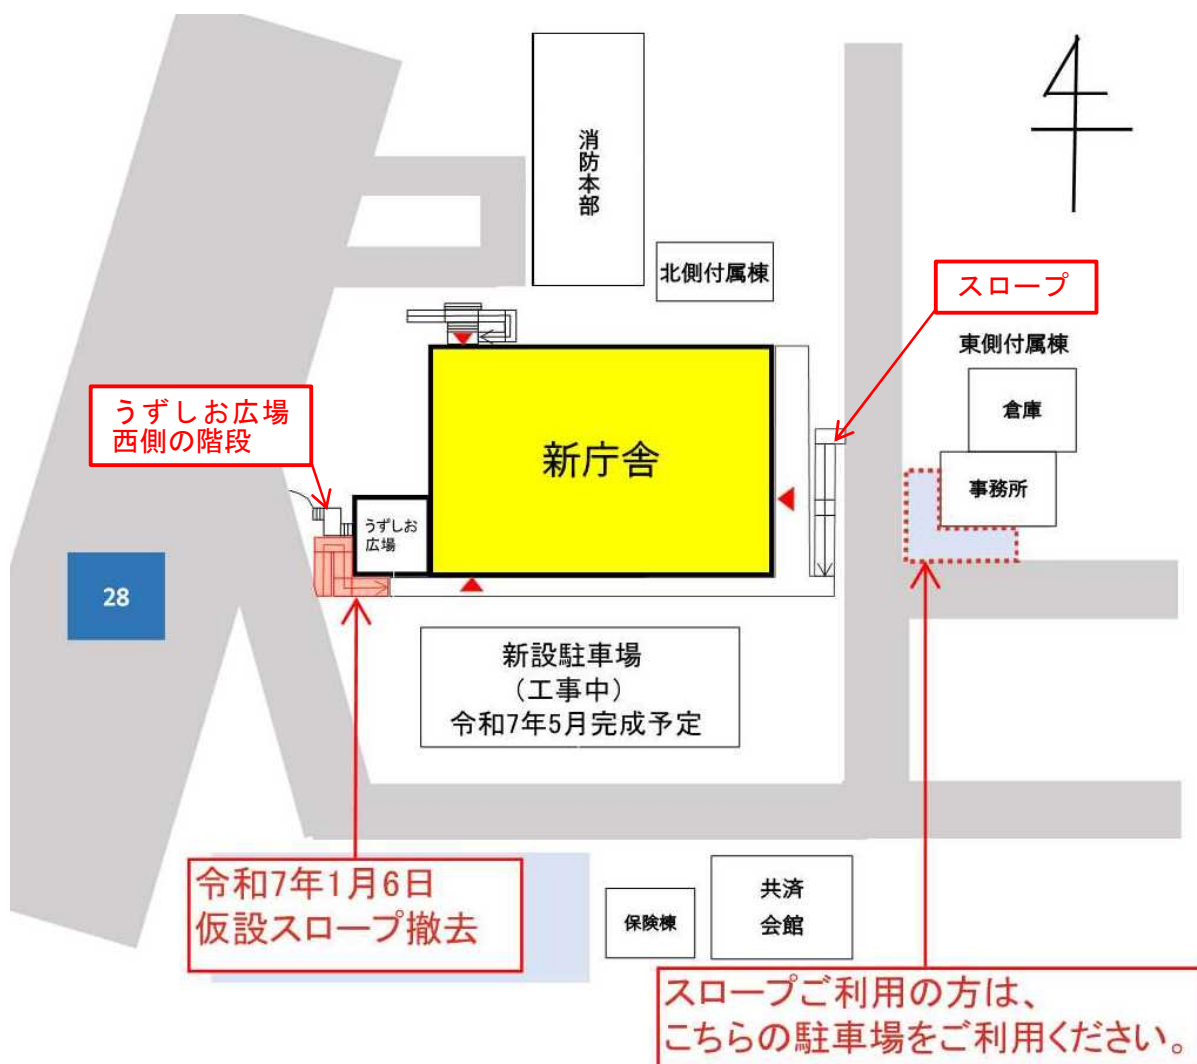 消防本部
北側付属棟
スロープ
東側付属棟
倉庫
うずしお広場
西側の階段
新庁舎
事務所
うずしお
広場
28
新設駐車場
（工事中）
令和7年5月完成予定
令和7年1月6日
仮設スロープ撤去
保険棟
共済
会館
スロープご利用の方は、
こちらの駐車場をご利用ください。